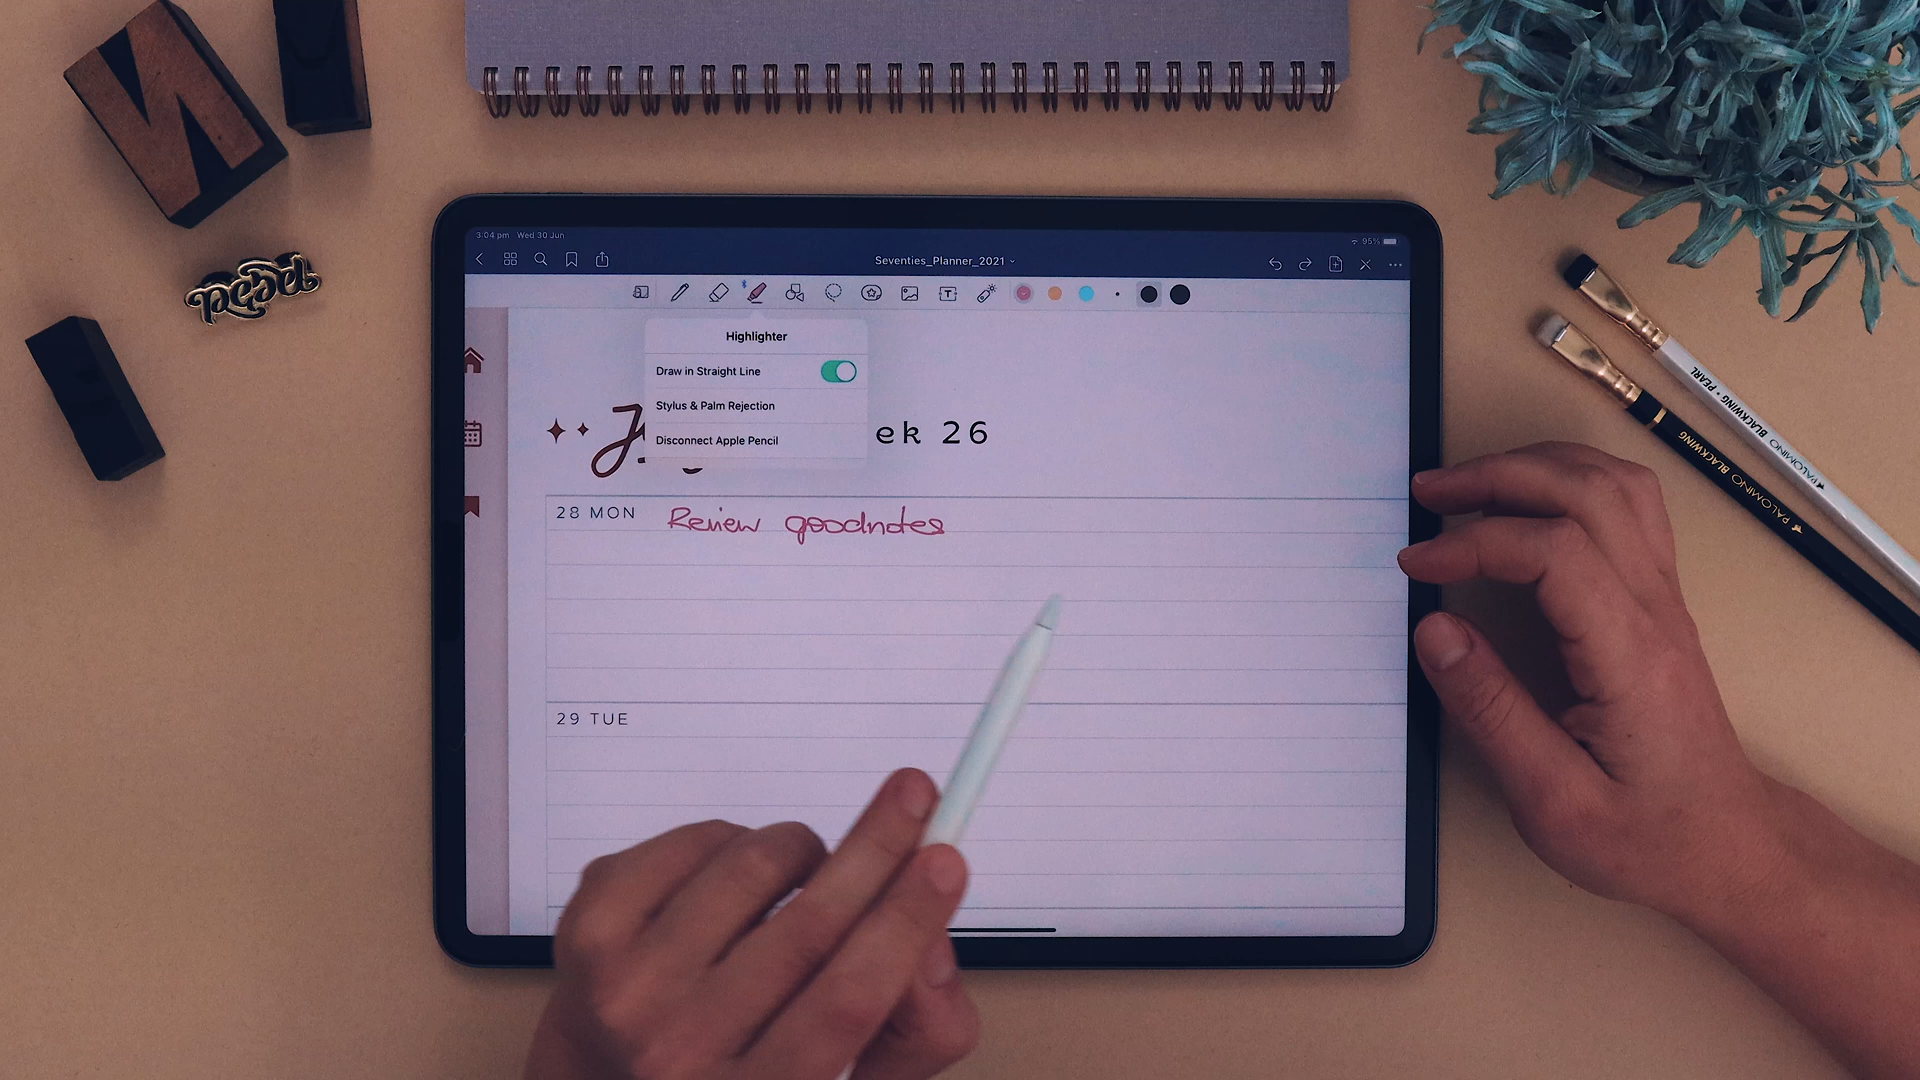 3:04 pm Wed 30 Jun
95%
Seventies_Planner_2021
T
Highlighter
Draw in Straight Line
Stylus & Palm Rejection
Disconnect Apple Pencil
ek 26
28 MON Review goodnotes
29 TUE
N
PALOMINO BLACKWING • PEARL
PALOMINO BLACKWING